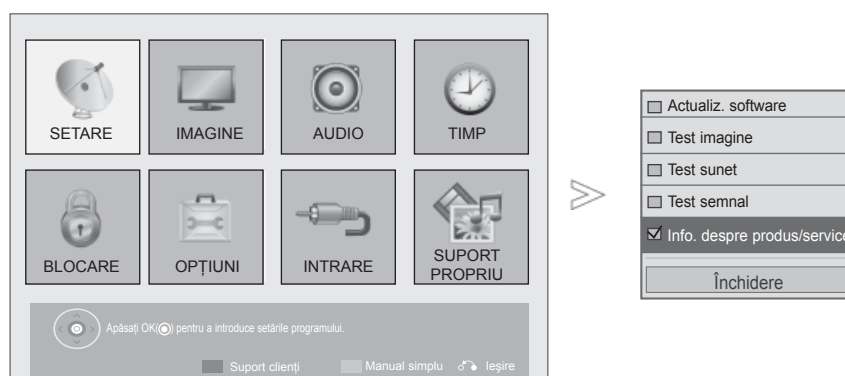 SETARE
IMAGINE
AUDIO
TIMP
BLOCARE
OPȚIUNI
INTRARE
SUPORT
PROPRIU
Apăsați OK( ) pentru a introduce setările programului.
Suport clienți
Manual simplu
Ieșire
Actualiz. software
Test imagine
Test sunet
Test semnal
Info. despre produs/service
Închidere